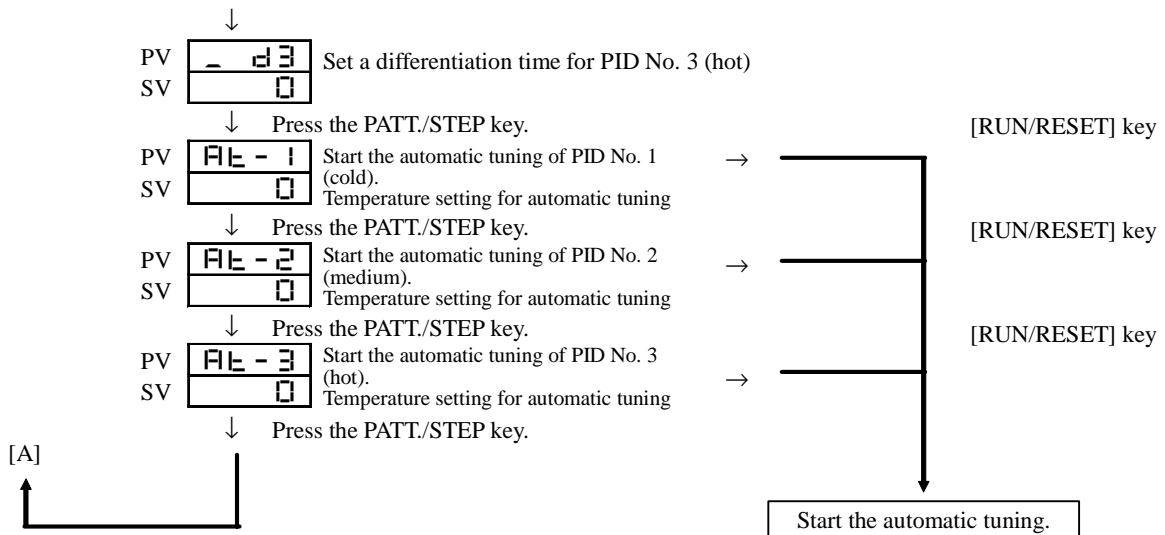 ↓
PV _ d3 Set a differentiation time for PID No. 3 (hot)
SV 0
↓ Press the PATT./STEP key. [RUN/RESET] key
PV At-1 Start the automatic tuning of PID No. 1 →
(cold).
SV 0 Temperature setting for automatic tuning
↓ Press the PATT./STEP key. [RUN/RESET] key
PV At-2 Start the automatic tuning of PID No. 2 →
(medium).
SV 0 Temperature setting for automatic tuning
↓ Press the PATT./STEP key. [RUN/RESET] key
PV At-3 Start the automatic tuning of PID No. 3
(hot). →
SV 0 Temperature setting for automatic tuning
↓ Press the PATT./STEP key.
[A]
Start the automatic tuning.